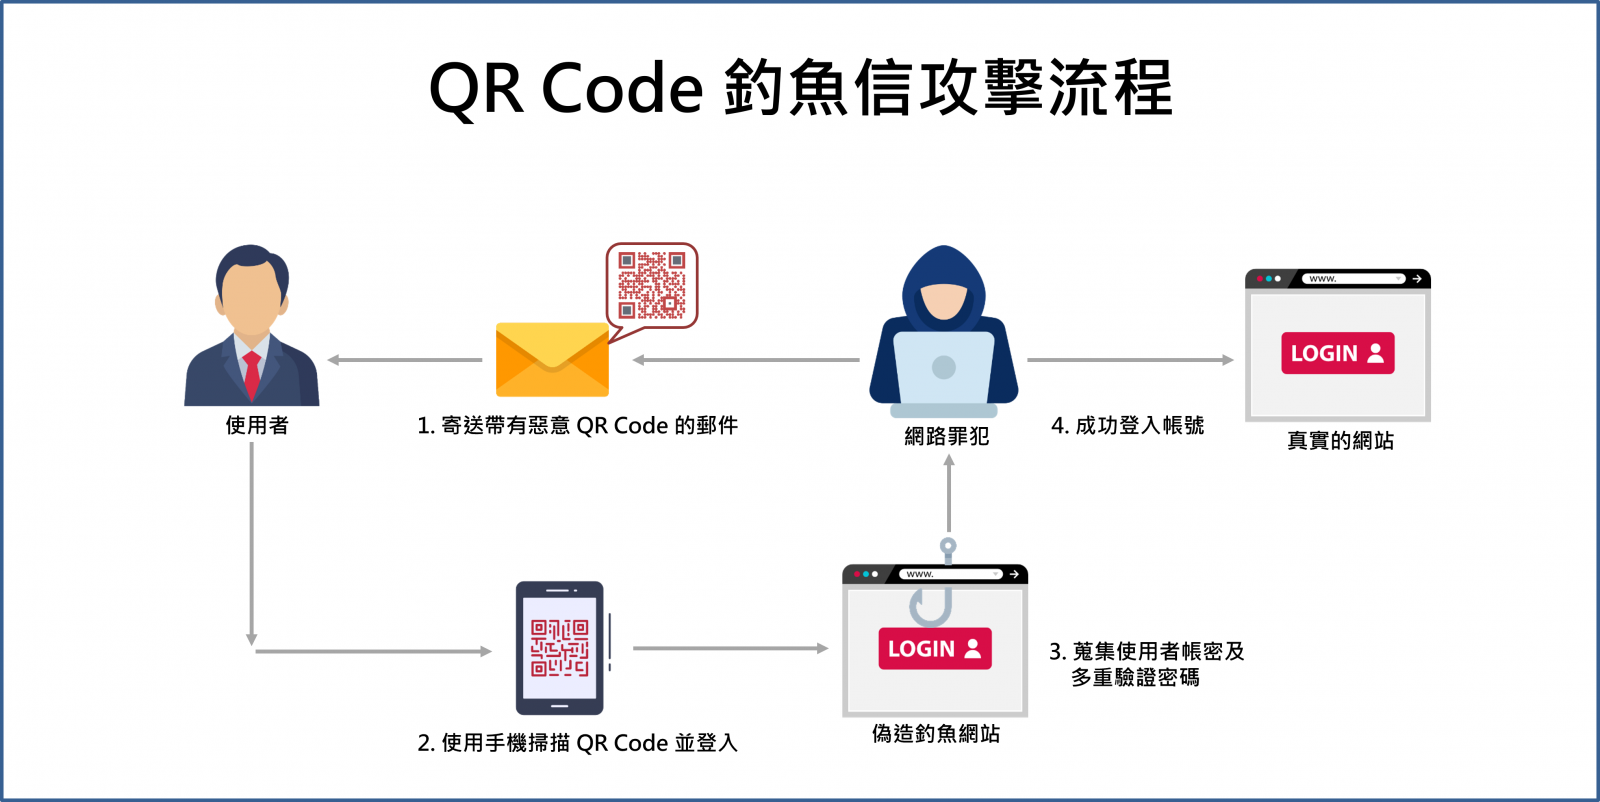 QR Code 釣魚信攻擊流程
www.
LOGIN
使用者
1. 寄送帶有惡意 QR Code 的郵件
網路罪犯
4. 成功登入帳號
真實的網站
www.
LOGIN
3. 蒐集使用者帳密及
多重驗證密碼
偽造釣魚網站
2. 使用手機掃描 QR Code 並登入